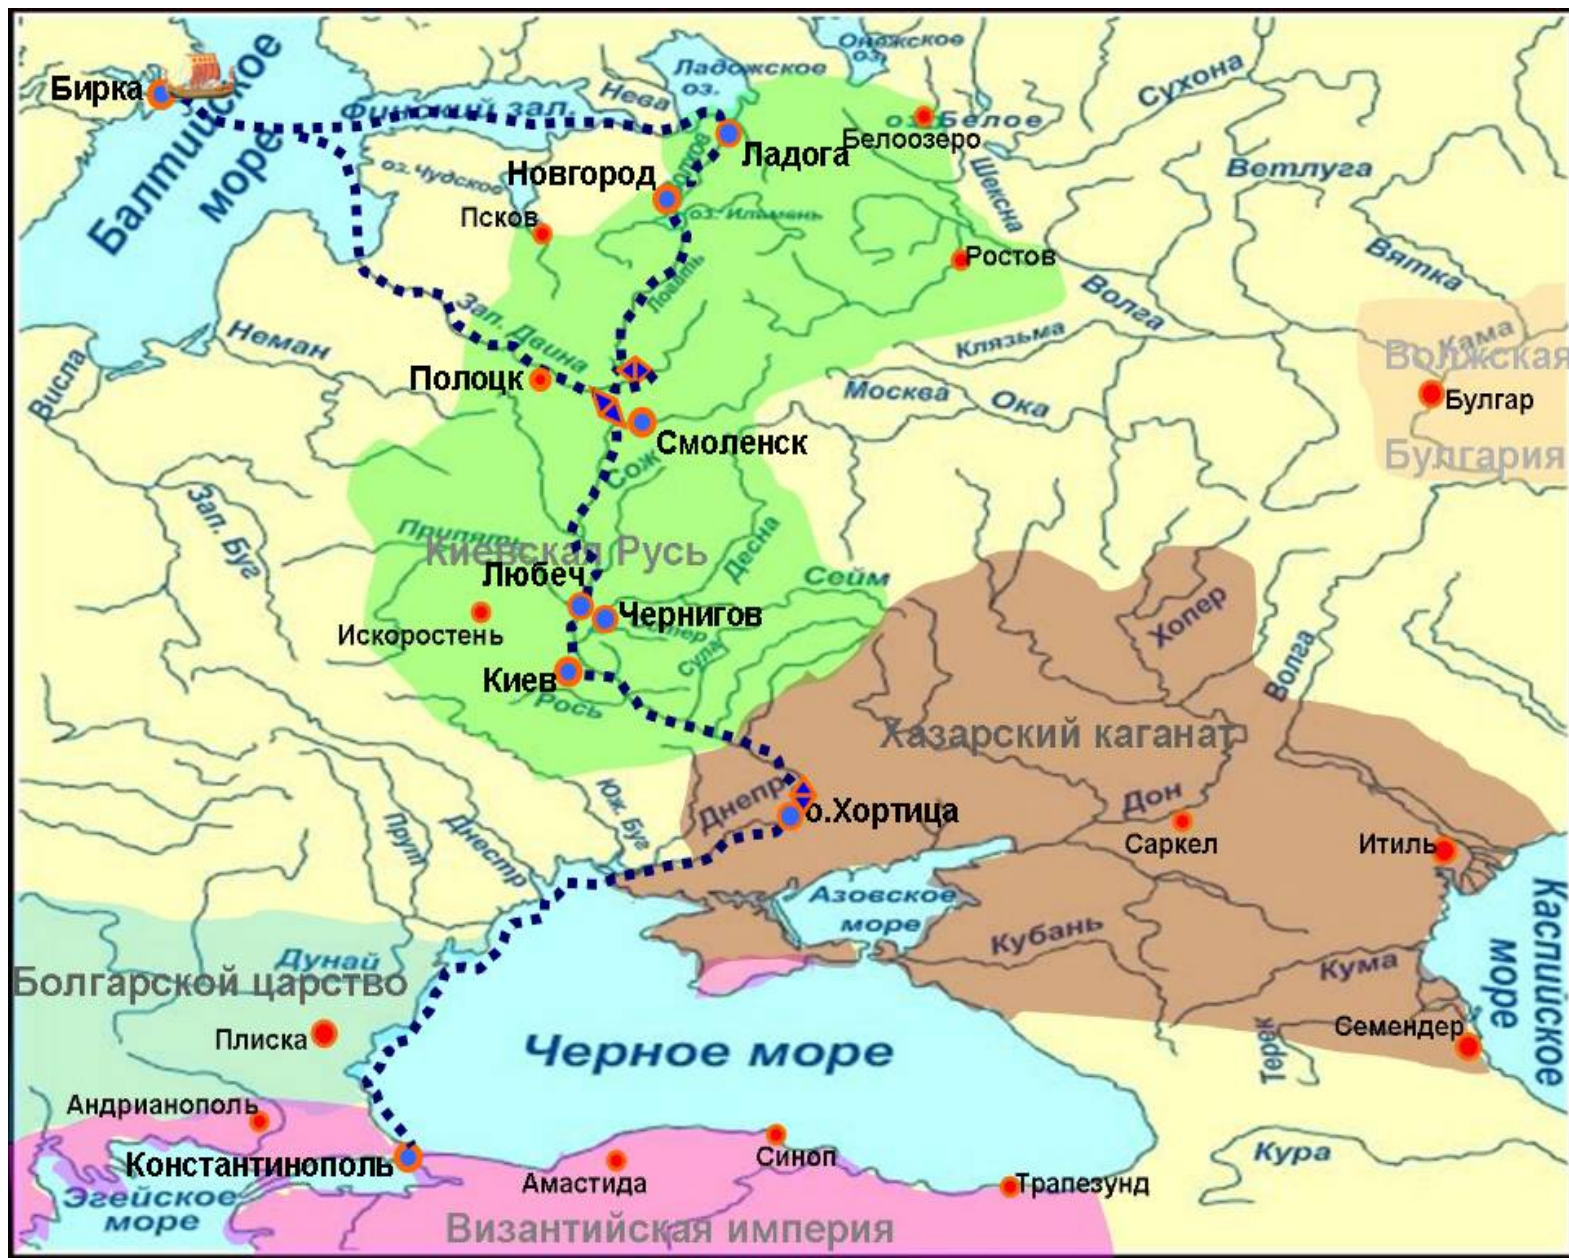 Онежское
оз.
Ладожское
оз.
Сухона
Бирка
Нева
Финский зал.
Балтийское
море
оз. Белое
Белоозеро
Ладога
Волхов
Шексна
Ветлуга
оз. Чудское
Новгород
Псков
оз. Ильмень
Ростов
Вятка
Ловать
Волга
Зап. Двина
Неман
Клязьма
Кама
Волжская
Висла
Полоцк
Москва
Ока
Булгар
Смоленск
Булгария
Сож
Зап. Буг
Припять
Киевская Русь
Десна
Любеч
Сейм
Чернигов
Искоростень
Хопер
Сула
Волга
Киев
Рось
Хазарский каганат
Юж. Буг
Днепр
о.Хортица
Дон
Саркел
Итиль
Прут
Днестр
Азовское
море
Каспийское
море
Кубань
Дунай
Болгарской царство
Кума
Плиска
Черное море
Терек
Семендер
Андрианополь
Константинополь
Синоп
Кура
Амастида
Трапезунд
Эгейское
море
Византийская империя